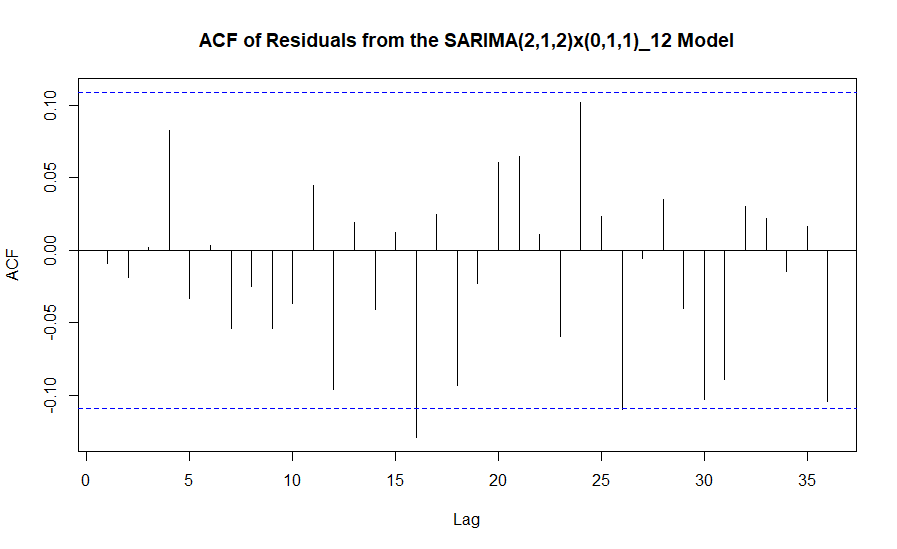 ACF of Residuals from the SARIMA(2,1,2)x(0,1,1)_12 Model
ACF
0.10
0.05
0.00
-0.05
-0.10
0 5 10 15 20 25 30 35
Lag